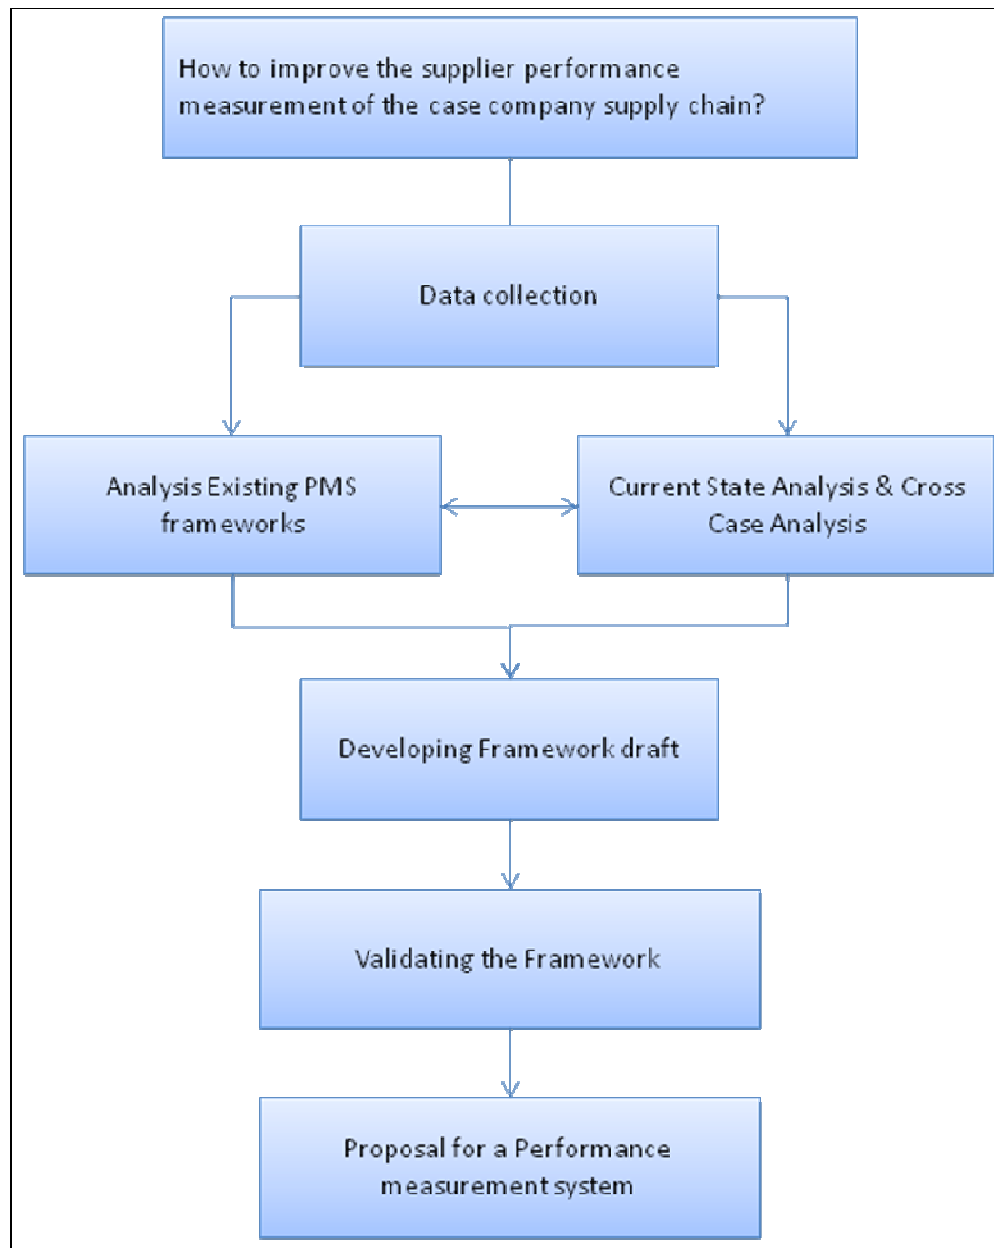 How to improve the supplier performance
measurement of the case company supply chain?
Data collection
Analysis Existing PMS
frameworks
Current State Analysis & Cross
Case Analysis
Developing Framework draft
Validating the Framework
Proposal for a Performance
measurement system